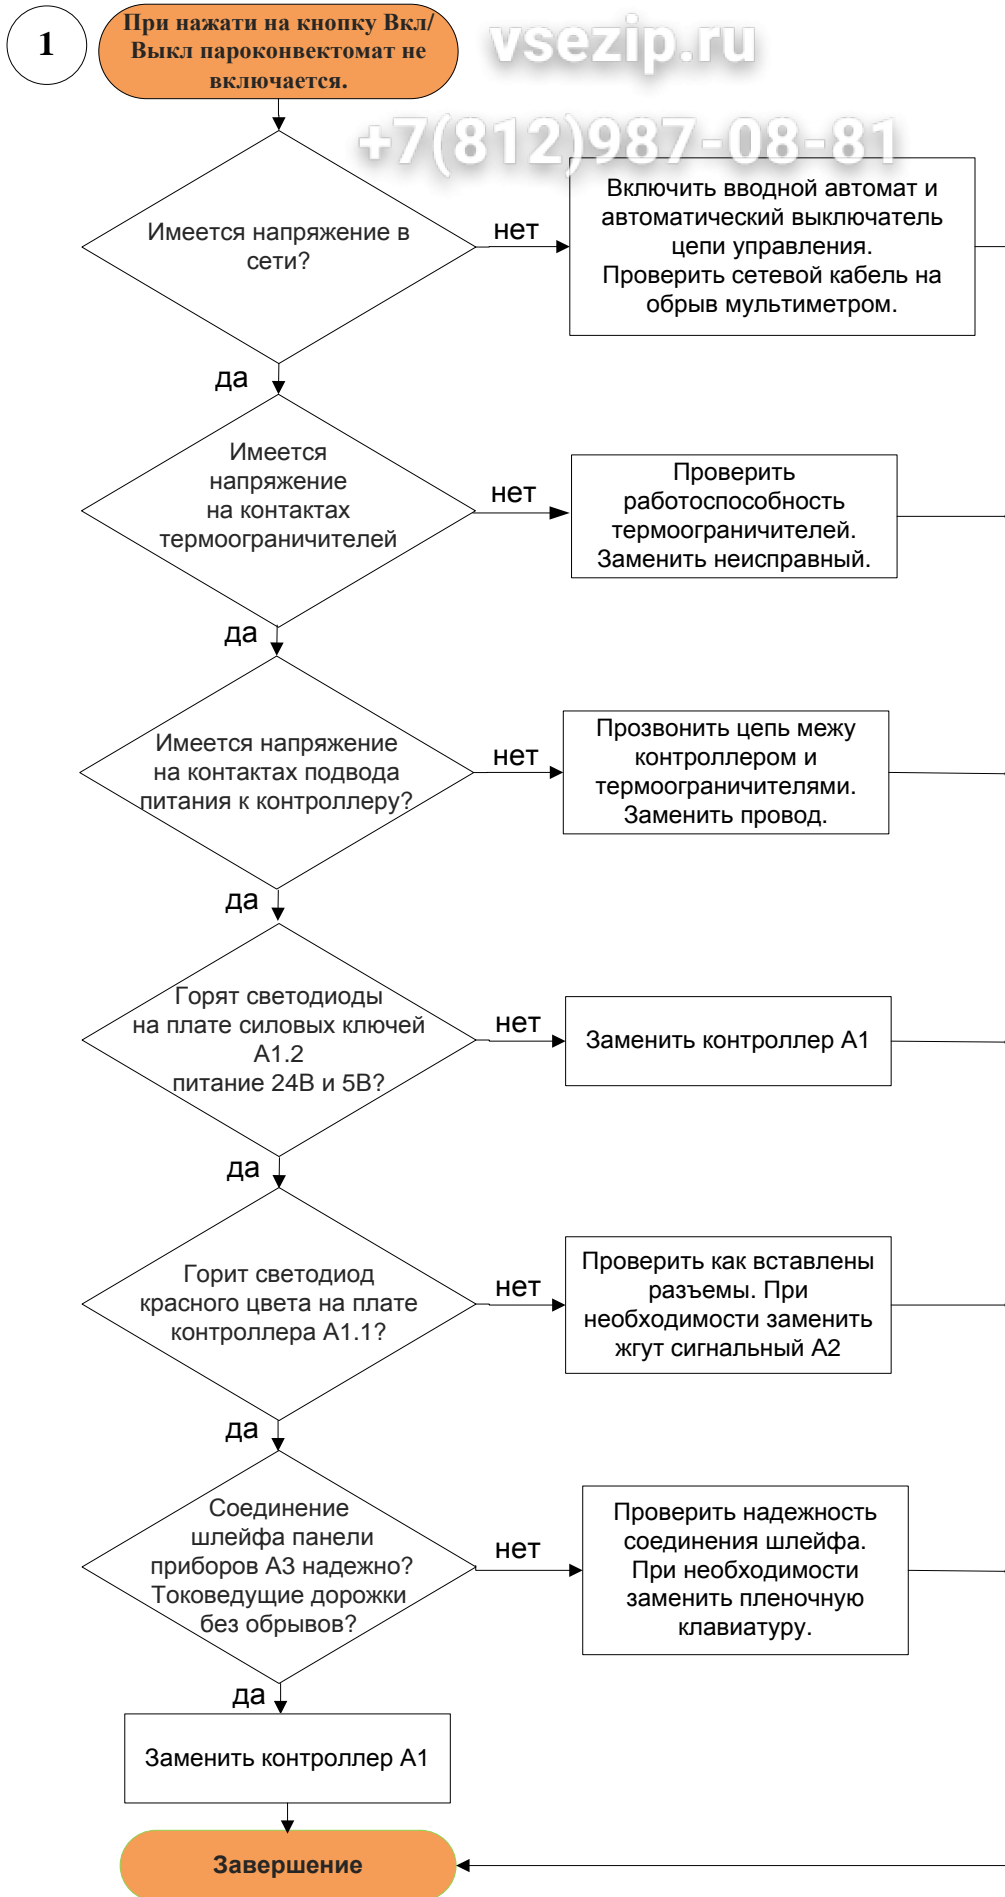 1
При нажати на кнопку Вкл/
Выкл пароконвектомат не
включается.
vsezip.ru
+7(812)987-08-81
Имеется напряжение в
сети?
нет
Включить вводной автомат и
автоматический выключатель
цепи управления.
Проверить сетевой кабель на
обрыв мультиметром.
да
Имеется
напряжение
на контактах
термоограничителей
нет
Проверить
работоспособность
термоограничителей.
Заменить неисправный.
да
Имеется напряжение
на контактах подвода
питания к контроллеру?
нет
Прозвонить цепь межу
контроллером и
термоограничителями.
Заменить провод.
да
Горят светодиоды
на плате силовых ключей
А1.2
питание 24В и 5В?
нет
Заменить контроллер А1
да
Горит светодиод
красного цвета на плате
контроллера А1.1?
нет
Проверить как вставлены
разъемы. При
необходимости заменить
жгут сигнальный А2
да
Соединение
шлейфа панели
приборов А3 надежно?
Токоведущие дорожки
без обрывов?
нет
Проверить надежность
соединения шлейфа.
При необходимости
заменить пленочную
клавиатуру.
да
Заменить контроллер А1
Завершение